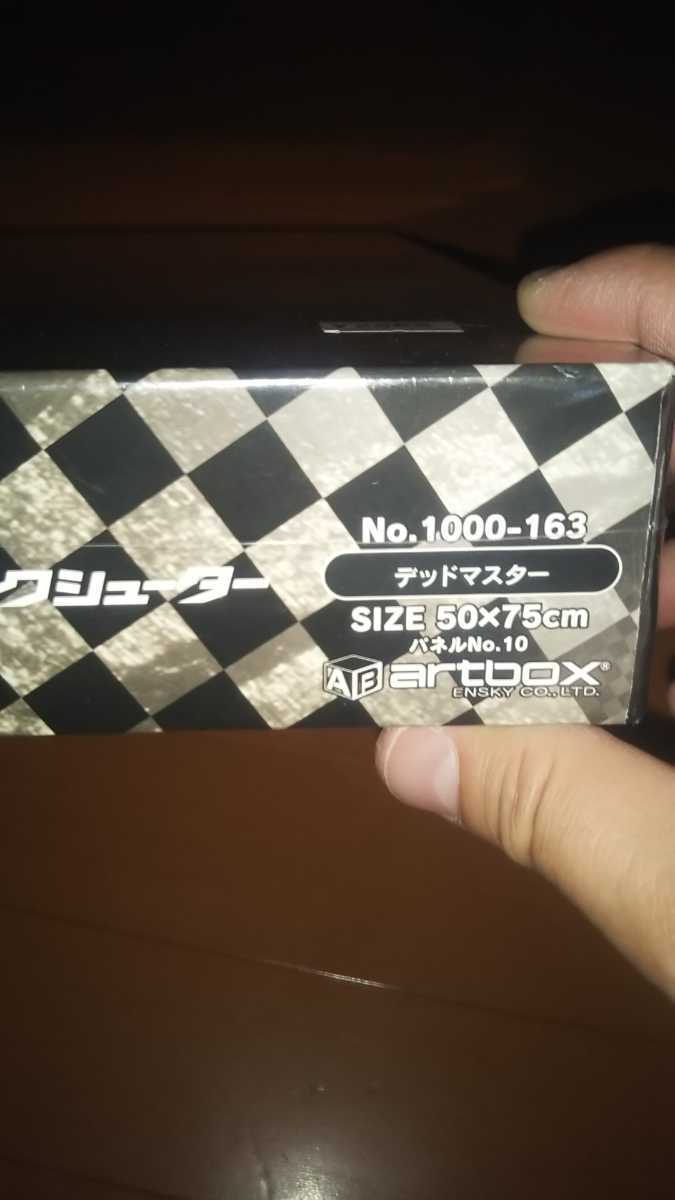 No.1000-163
クシューター
デッドマスター
SIZE 50×75cm
パネルNo.10
AB artbox®
ENSKY CO.,LTD.